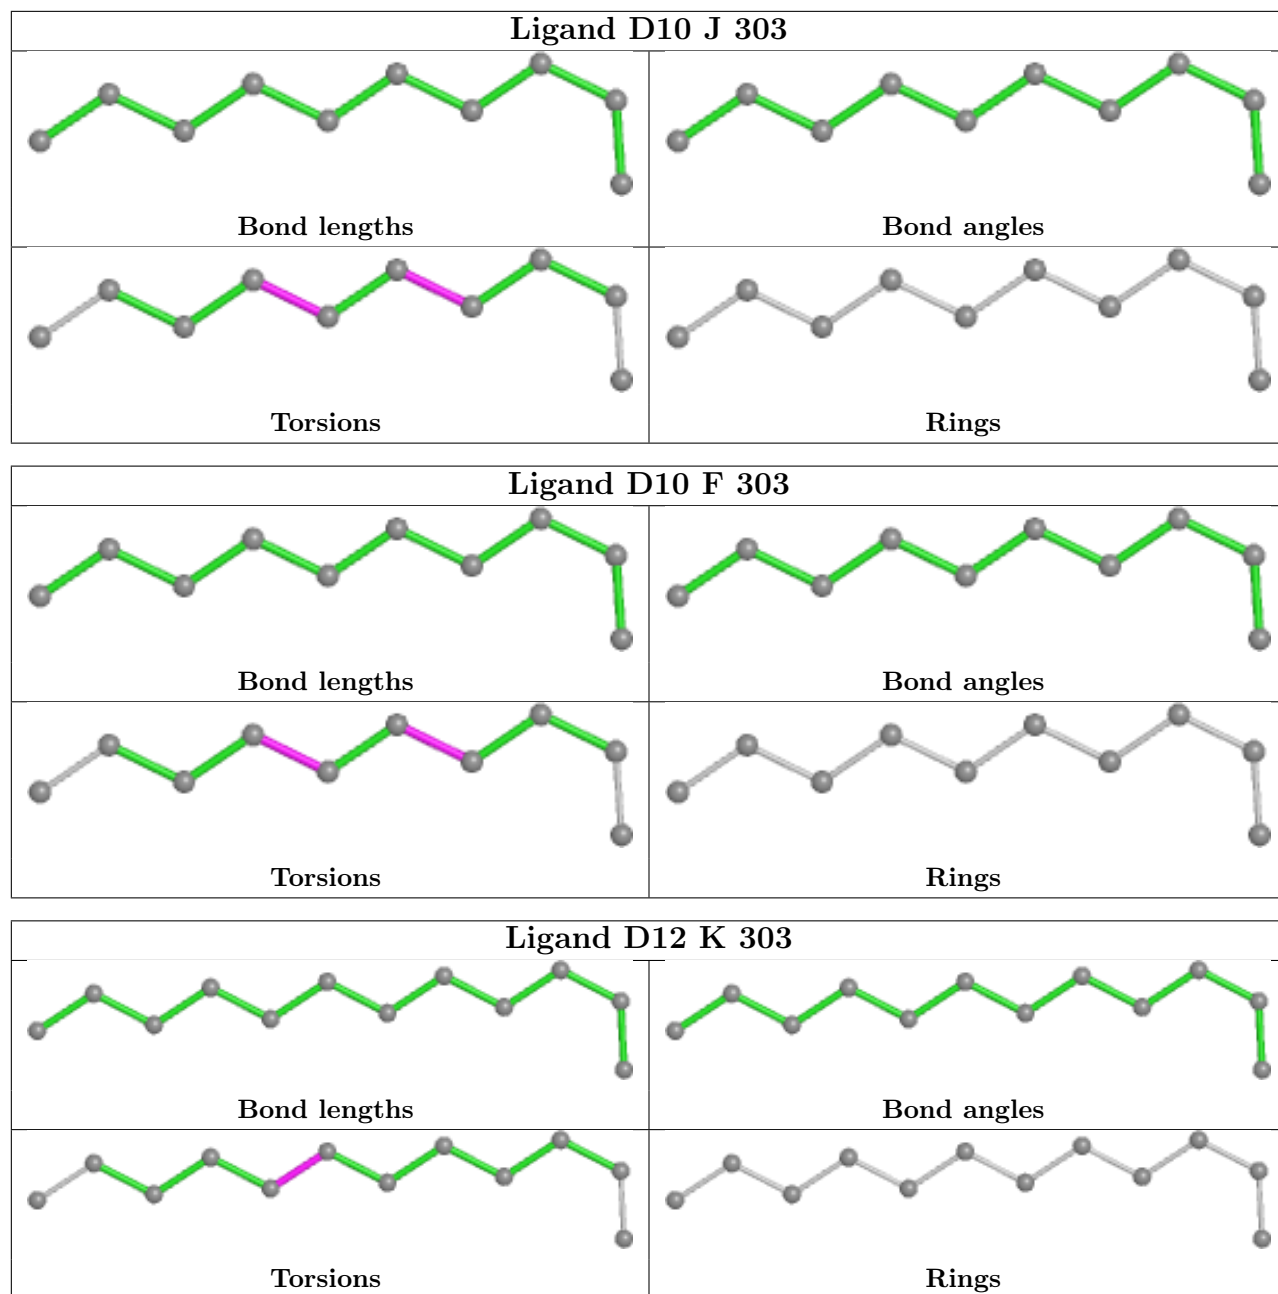 Ligand D10 J 303
Bond lengths Bond angles
Torsions Rings
Ligand D10 F 303
Bond lengths Bond angles
Torsions Rings
Ligand D12 K 303
Bond lengths Bond angles
Torsions Rings